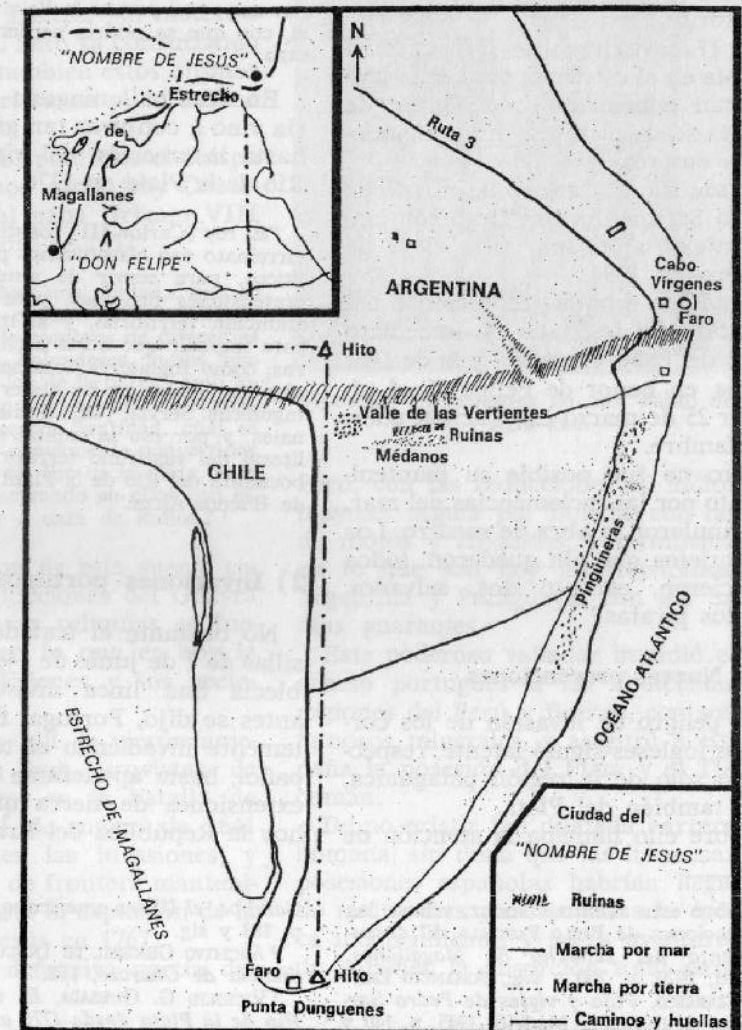 "NOMBRE DE JESÚS"
Estrecho
de
Magallanes
"DON FELIPE"
N
Ruta 3
ARGENTINA
Cabo
Vírgenes
Faro
Hito
Valle de las Vertientes
Ruinas
Médanos
CHILE
Pingüineras
OCÉANO ATLÁNTICO
ESTRECHO DE MAGALLANES
Faro
Hito
Punta Dunguenes
Ciudad del
"NOMBRE DE JESÚS"
Ruinas
Marcha por mar
Marcha por tierra
Caminos y huellas